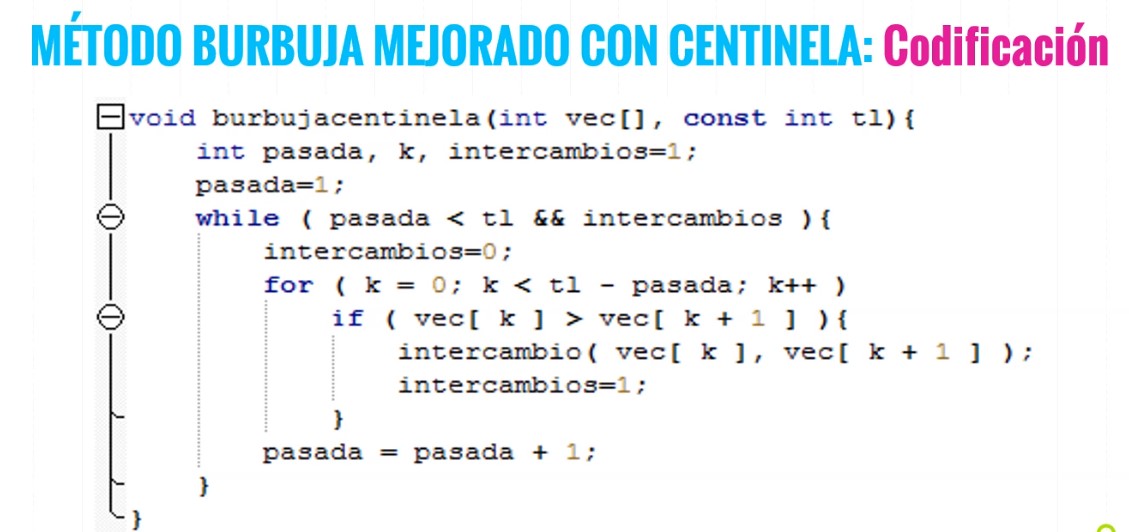 MÉTODO BURBUJA MEJORADO CON CENTINELA: Codificación
void burbujacentinela(int vec[], const int tl){
int pasada, k, intercambios=1;
pasada=1;
while ( pasada < tl && intercambios ){
intercambios=0;
for ( k = 0; k < tl - pasada; k++ )
if ( vec[ k ] > vec[ k + 1 ] ){
intercambio( vec[ k ], vec[ k + 1 ] );
intercambios=1;
}
pasada = pasada + 1;
}
}